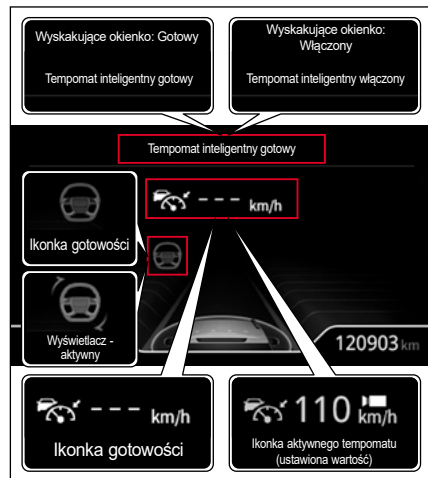 Wyskakujące okienko: Gotowy
Tempomat inteligentny gotowy
Wyskakujące okienko:
Włączony
Tempomat inteligentny włączony
Tempomat inteligentny gotowy
--- km/h
Ikonka gotowości
Wyświetlacz -
aktywny
120903 km
--- km/h
Ikonka gotowości
110 km/h
Ikonka aktywnego tempomatu
(ustawiona wartość)